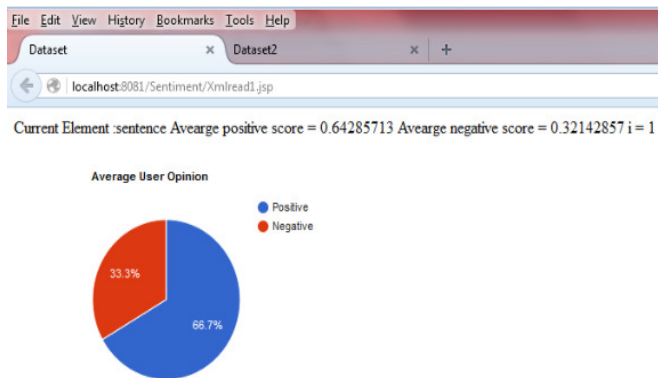 File Edit View History Bookmarks Tools Help
Dataset × Dataset2 × +
localhost:8081/Sentiment/Xmlread1.jsp
Current Element :sentence Avearge positive score = 0.64285713 Avearge negative score = 0.32142857 i = 1
Average User Opinion
Positive
Negative
33.3%
66.7%